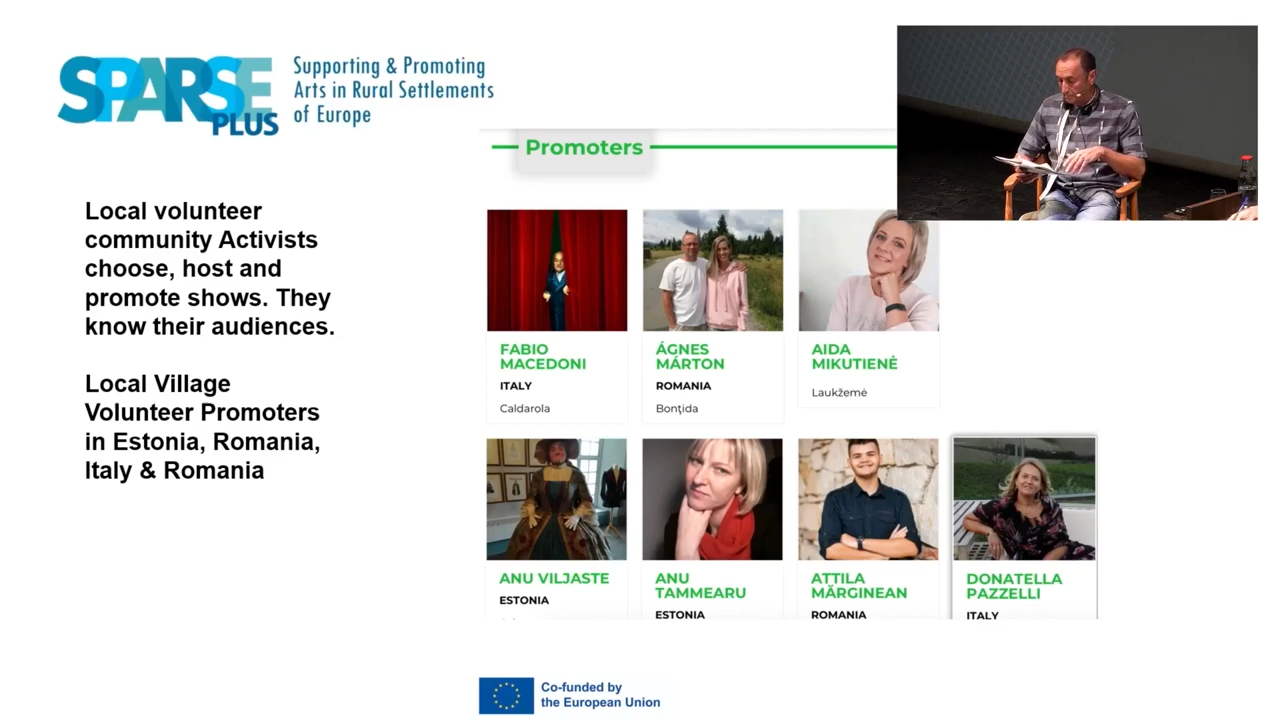 SPARSE
PLUS
Supporting & Promoting
Arts in Rural Settlements
of Europe
Local volunteer
community Activists
choose, host and
promote shows. They
know their audiences.
Local Village
Volunteer Promoters
in Estonia, Romania,
Italy & Romania
Promoters
FABIO
MACEDONI
ITALY
Caldarola
ÁGNES
MÁRTON
ROMANIA
Bonțida
AIDA
MIKUTIENĖ
Laukžemė
ANU VILJASTE
ESTONIA
ANU
TAMMEARU
ESTONIA
ATTILA
MĂRGINEAN
ROMANIA
DONATELLA
PAZZELLI
ITALY
Co-funded by
the European Union